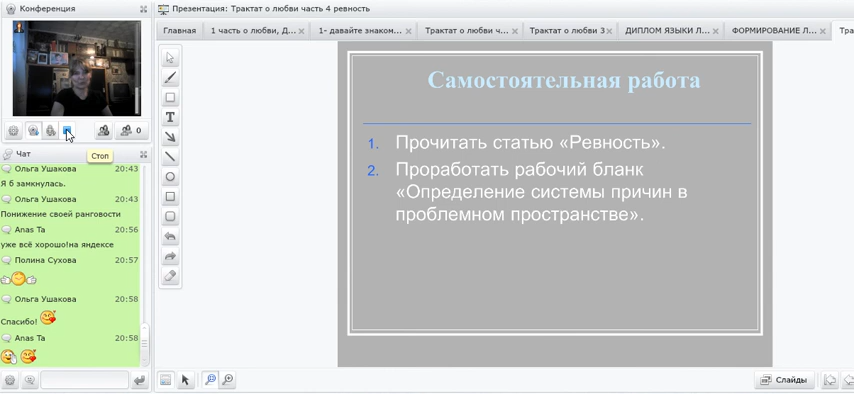 Конференция
Презентация: Трактат о любви часть 4 ревность
Главная
1 часть о любви, Д...
1- давайте знаком...
Трактат о любви ч...
Трактат о любви 3
ДИПЛОМ ЯЗЫКИ Л...
ФОРМИРОВАНИЕ Л...
Тра
0
Стоп
Чат
Ольга Ушакова 20:43
Я б замкнулась.
Ольга Ушакова 20:43
Понижение своей ранговости
Anas Ta 20:56
уже всё хорошо!на яндексе
Полина Сухова 20:57
Ольга Ушакова 20:58
Спасибо!
Anas Ta 20:58
T
Самостоятельная работа
1. Прочитать статью «Ревность».
2. Проработать рабочий бланк
«Определение системы причин в
проблемном пространстве».
Слайды